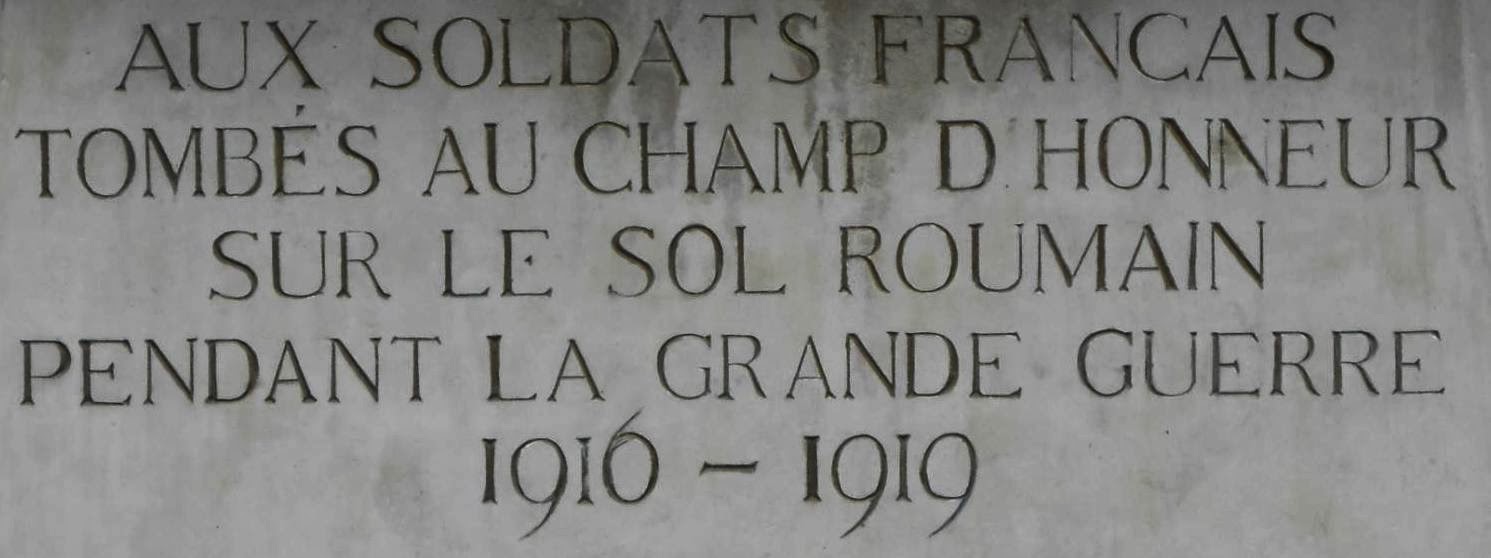 AUX SOLDATS FRANCAIS
TOMBÉS AU CHAMP D'HONNEUR
SUR LE SOL ROUMAIN
PENDANT LA GRANDE GUERRE
1916 – 1919